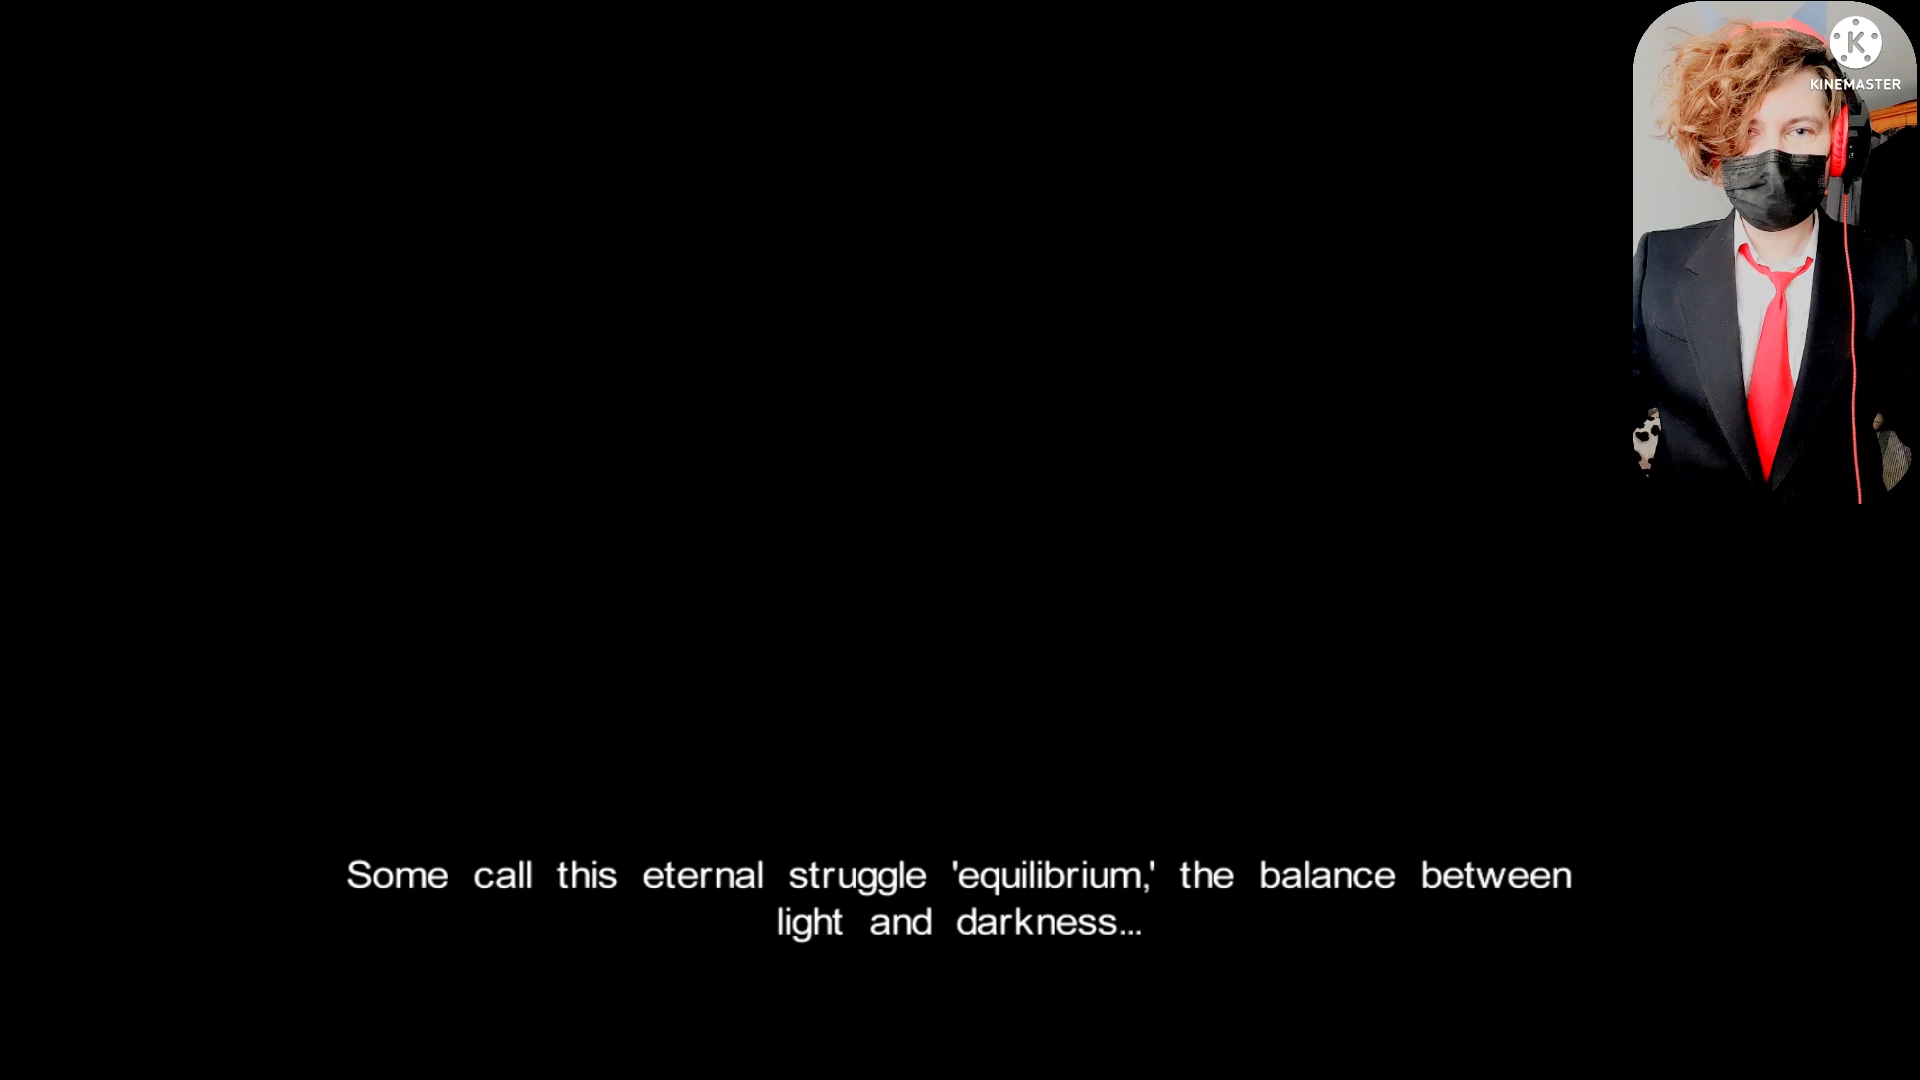 K
KINEMASTER
Some call this eternal struggle 'equilibrium,' the balance between
light and darkness...